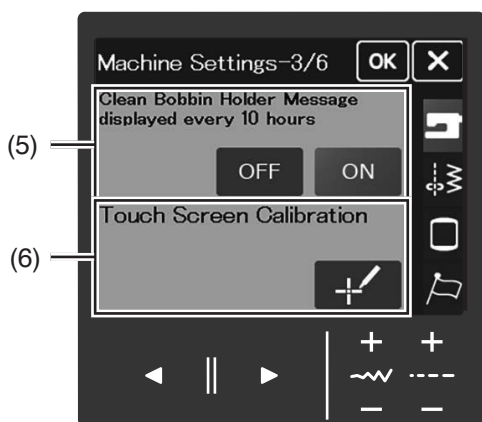 Machine Settings-3/6 OK
Clean Bobbin Holder Message
displayed every 10 hours
(5)
OFF ON
Touch Screen Calibration
(6)